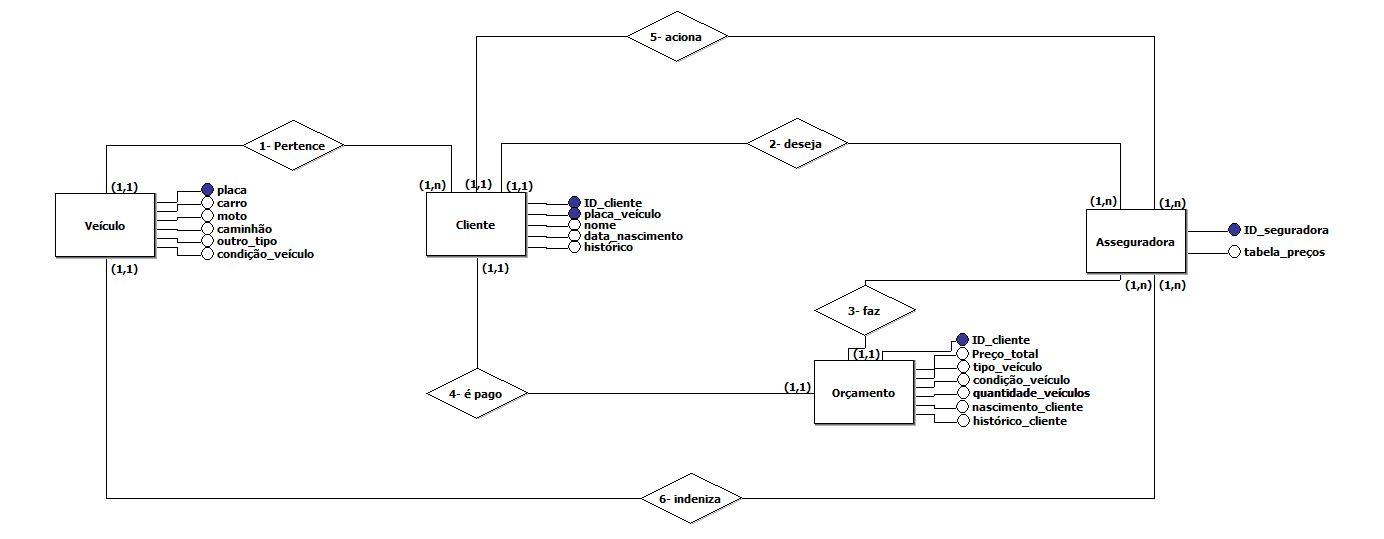 5- aciona
1- Pertence
2- deseja
(1,1)
(1,n)
(1,1)
(1,1)
(1,n)
(1,n)
Veículo
placa
carro
moto
caminhão
outro_tipo
condição_veículo
Cliente
ID_cliente
placa_veículo
nome
data_nascimento
histórico
Asseguradora
ID_seguradora
tabela_preços
(1,1)
(1,1)
(1,n)
(1,n)
3- faz
(1,1)
Orçamento
ID_cliente
Preço_total
tipo_veículo
condição_veículo
quantidade_veículos
nascimento_cliente
histórico_cliente
4- é pago
(1,1)
6- indeniza